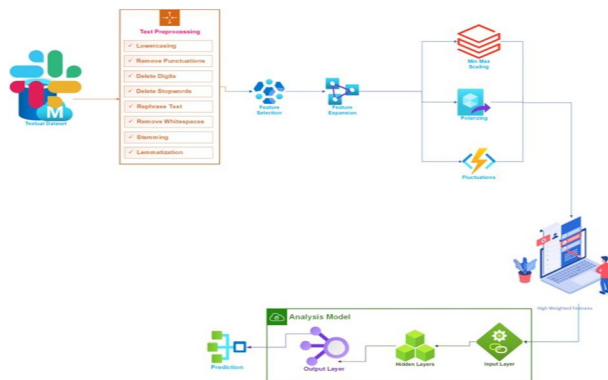 Text Preprocessing
Lowercasing
Remove Punctuations
Delete Digits
Delete Stopwords
Rephrase Text
Remove Whitespaces
Stemming
Lammatization
M
Textual Dataset
Feature
Selection
Feature
Expansion
Min Max
Scaling
Polarizing
Fluctuations
High Weighted Features
Analysis Model
Input Layer
Hidden Layers
Output Layer
Prediction